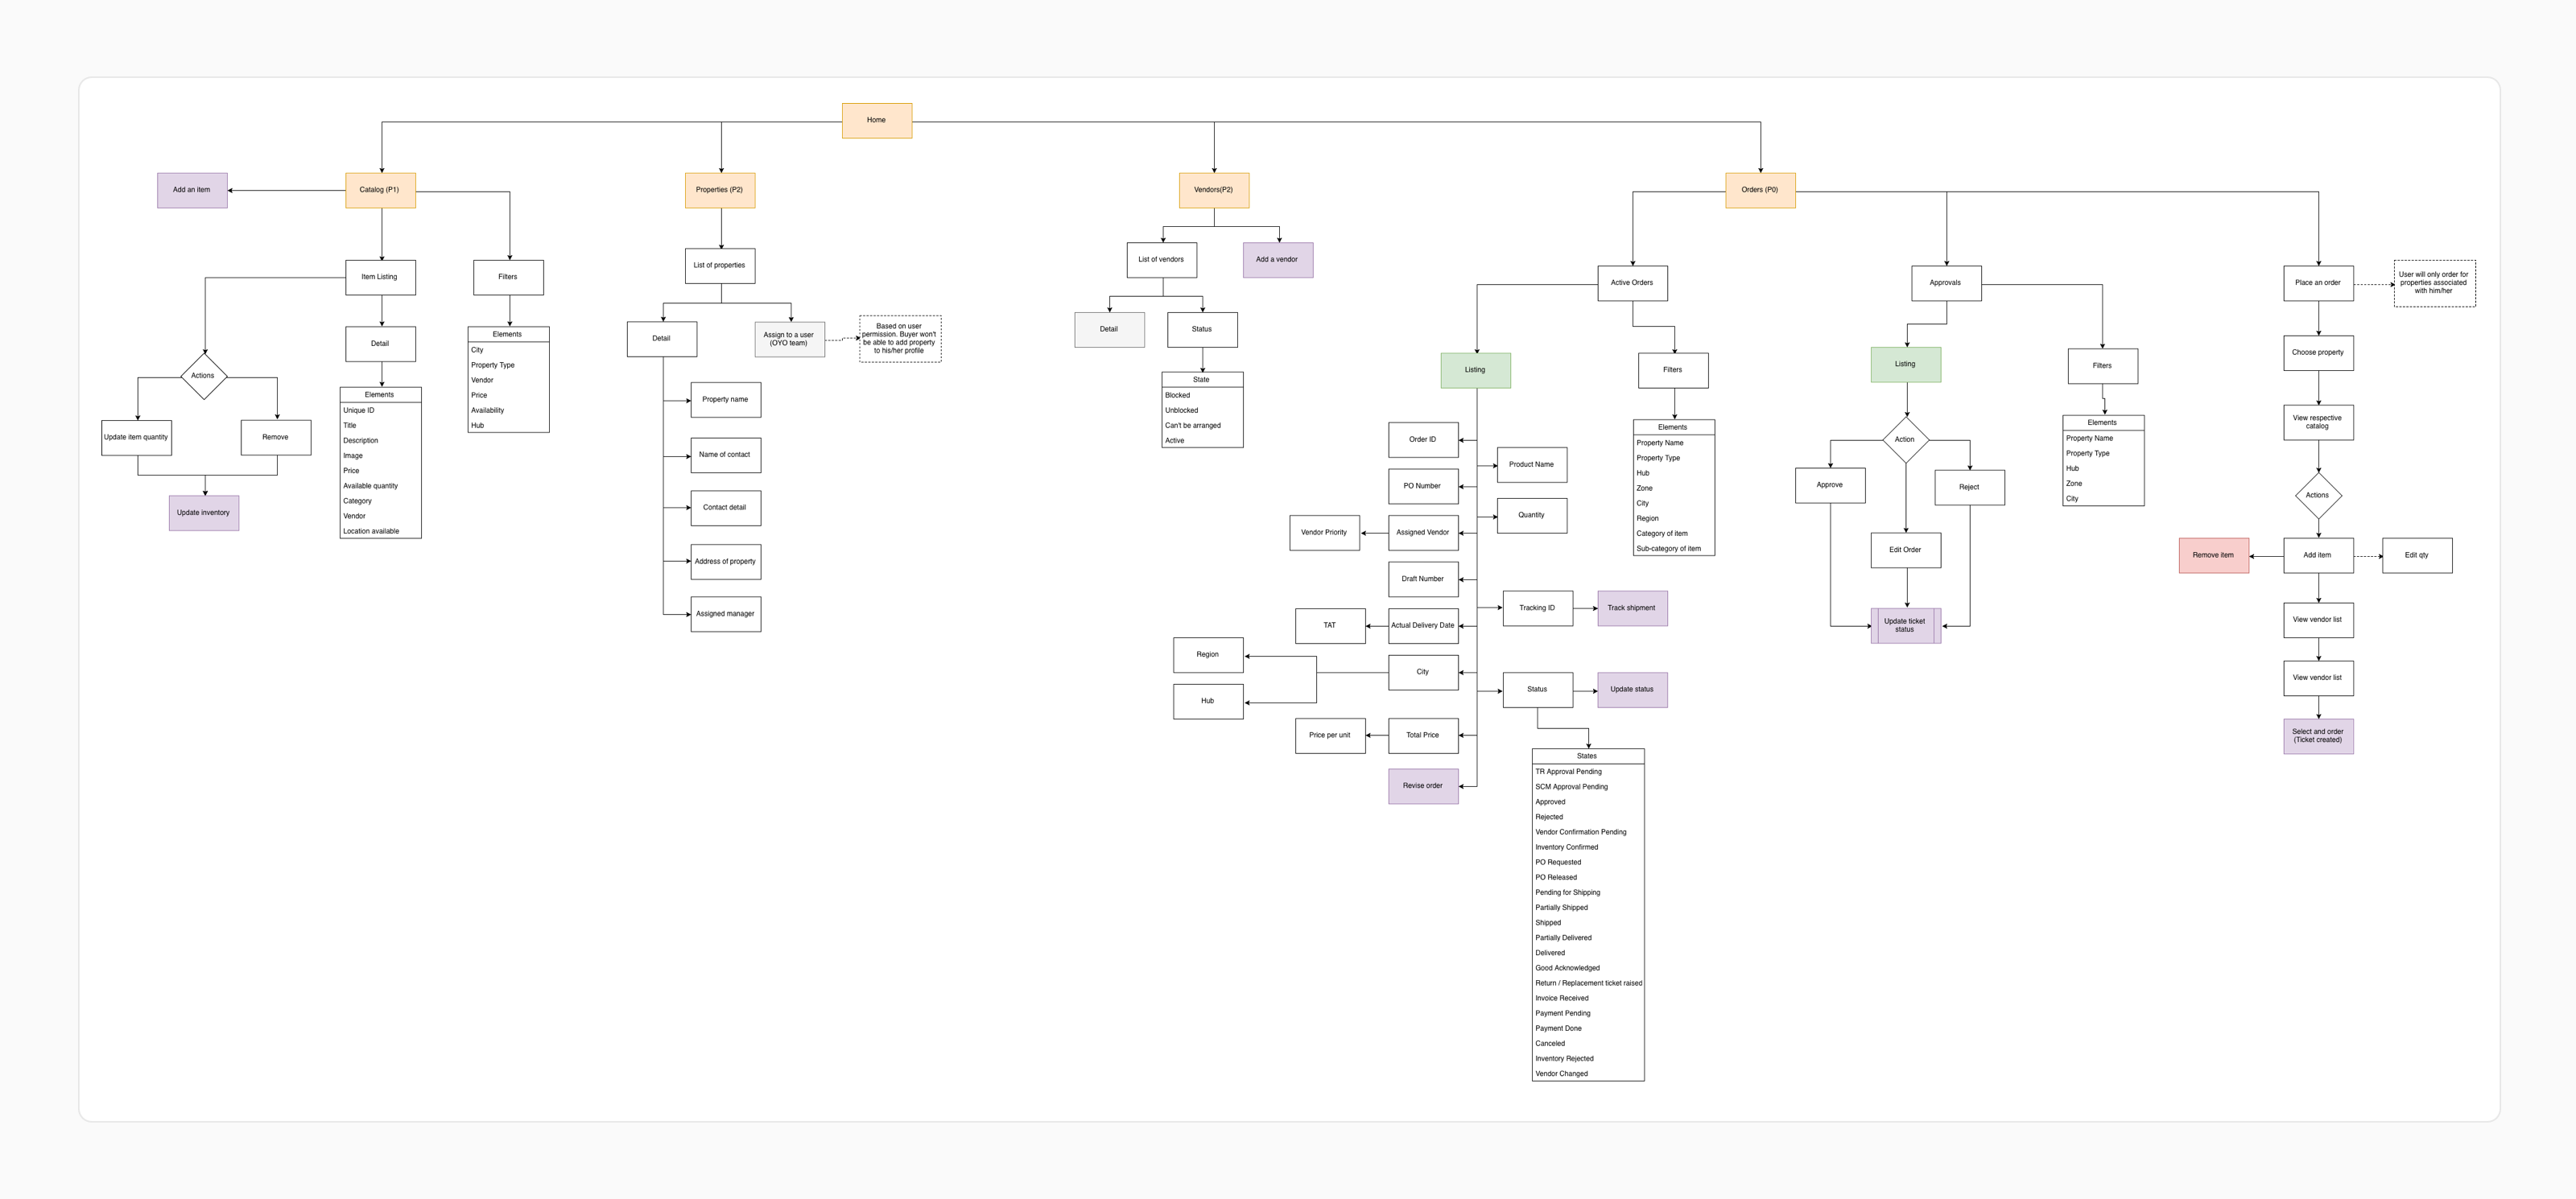 Home
Add an item
Catalog (P1)
Properties (P2)
Vendors(P2)
Orders (P0)
Item Listing
Filters
Detail
Elements
City
Property Type
Vendor
Price
Availability
Hub
Actions
Update item quantity
Remove
Update inventory
Elements
Unique ID
Title
Description
Image
Price
Available quantity
Category
Vendor
Location available
List of properties
Detail
Assign to a user
(OYO team)
Based on user
permission. Buyer won't
be able to add property
to his/her profile
Property name
Name of contact
Contact detail
Address of property
Assigned manager
List of vendors
Add a vendor
Detail
Status
State
Blocked
Unblocked
Can't be arranged
Active
Active Orders
Listing
Filters
Order ID
Product Name
PO Number
Quantity
Vendor Priority
Assigned Vendor
Draft Number
Tracking ID
Track shipment
TAT
Actual Delivery Date
Region
City
Hub
Status
Update status
Price per unit
Total Price
Revise order
Elements
Property Name
Property Type
Hub
Zone
City
Region
Category of item
Sub-category of item
States
TR Approval Pending
SCM Approval Pending
Approved
Rejected
Vendor Confirmation Pending
Inventory Confirmed
PO Requested
PO Released
Pending for Shipping
Partially Shipped
Shipped
Partially Delivered
Delivered
Good Acknowledged
Return / Replacement ticket raised
Invoice Received
Payment Pending
Payment Done
Canceled
Inventory Rejected
Vendor Changed
Approvals
Listing
Filters
Action
Approve
Reject
Edit Order
Update ticket
status
Elements
Property Name
Property Type
Hub
Zone
City
Place an order
User will only order for
properties associated
with him/her
Choose property
View respective
catalog
Actions
Remove item
Add item
Edit qty
View vendor list
View vendor list
Select and order
(Ticket created)